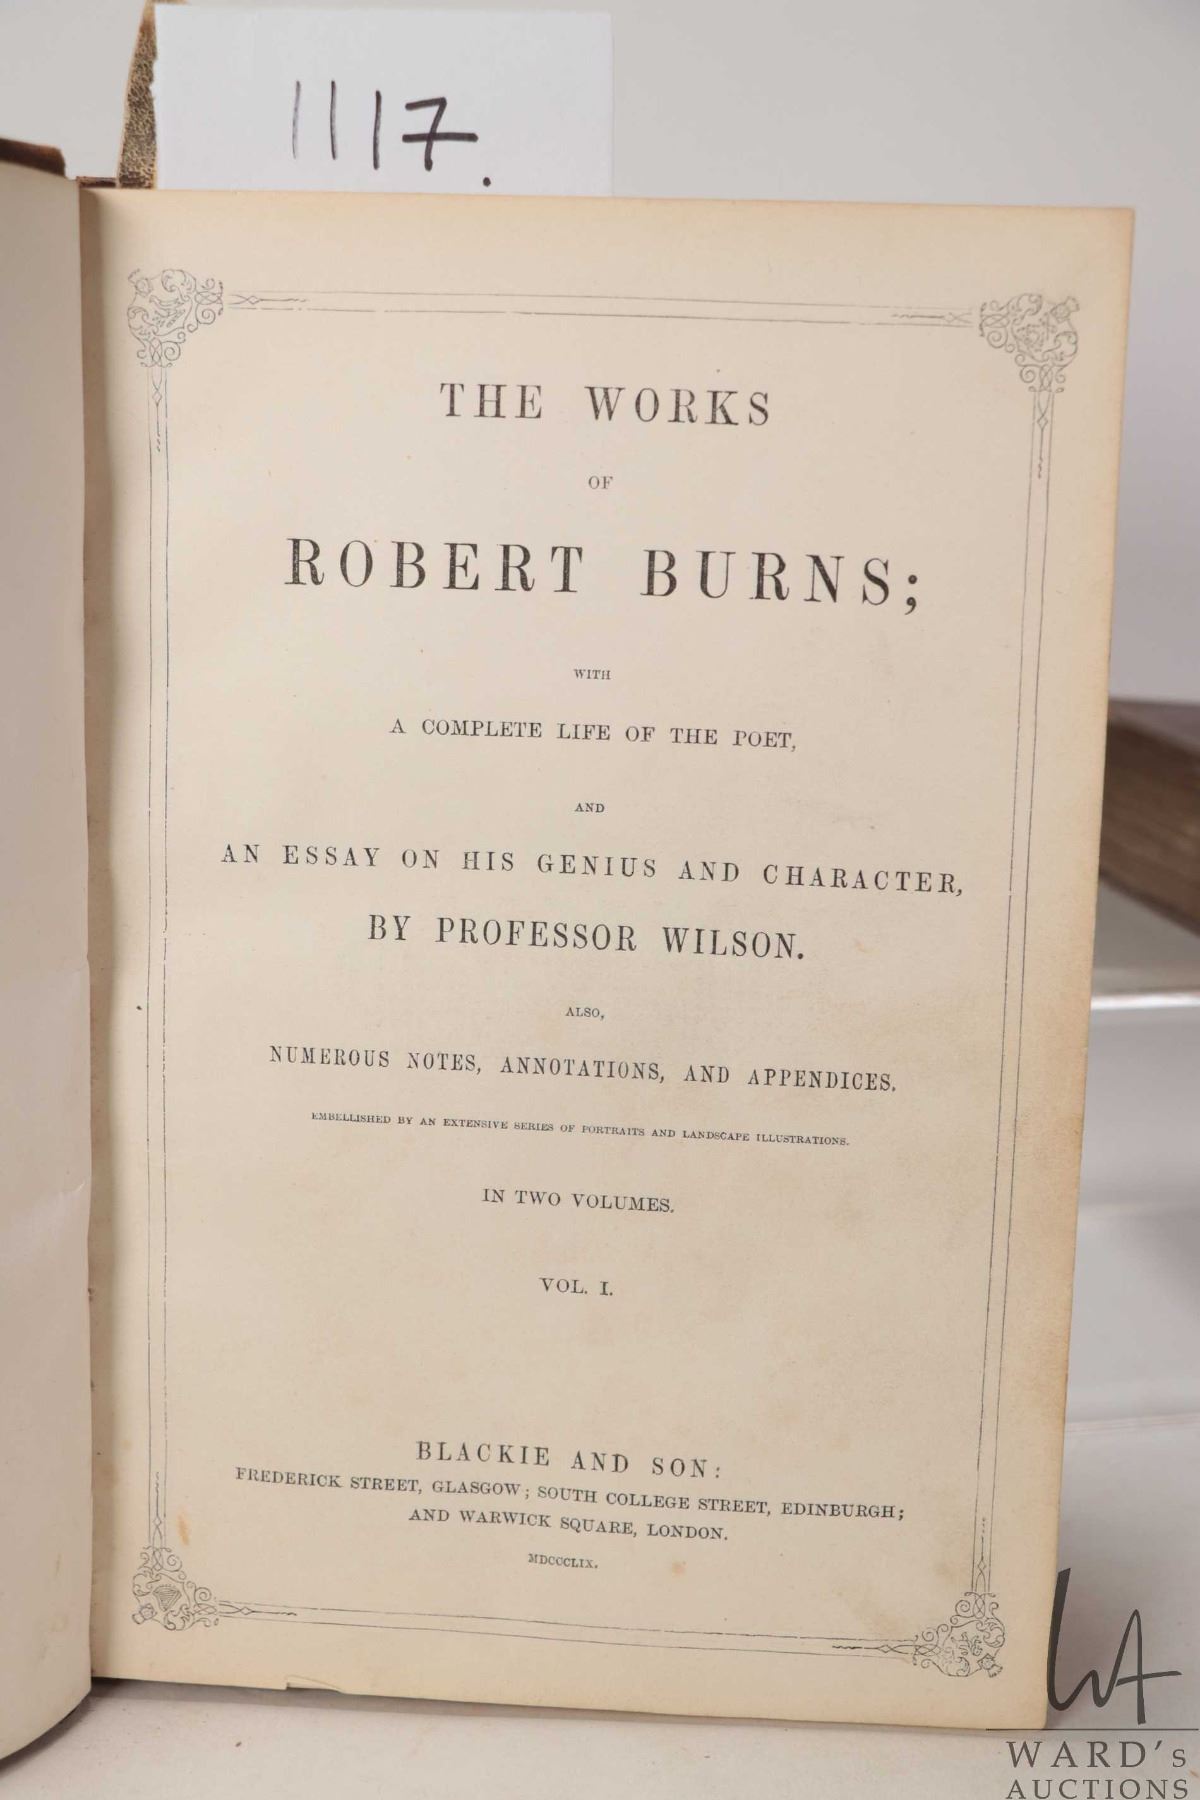 1117.
THE WORKS
OF
ROBERT BURNS;
WITH
A COMPLETE LIFE OF THE POET,
AND
AN ESSAY ON HIS GENIUS AND CHARACTER,
BY PROFESSOR WILSON.
ALSO,
NUMEROUS NOTES, ANNOTATIONS, AND APPENDICES.
EMBELLISHED BY AN EXTENSIVE SERIES OF PORTRAITS AND LANDSCAPE ILLUSTRATIONS.
IN TWO VOLUMES.
VOL. I.
BLACKIE AND SON:
FREDERICK STREET, GLASGOW; SOUTH COLLEGE STREET, EDINBURGH;
AND WARWICK SQUARE, LONDON.
MDCCCLIX.
WA
WARD's
AUCTIONS